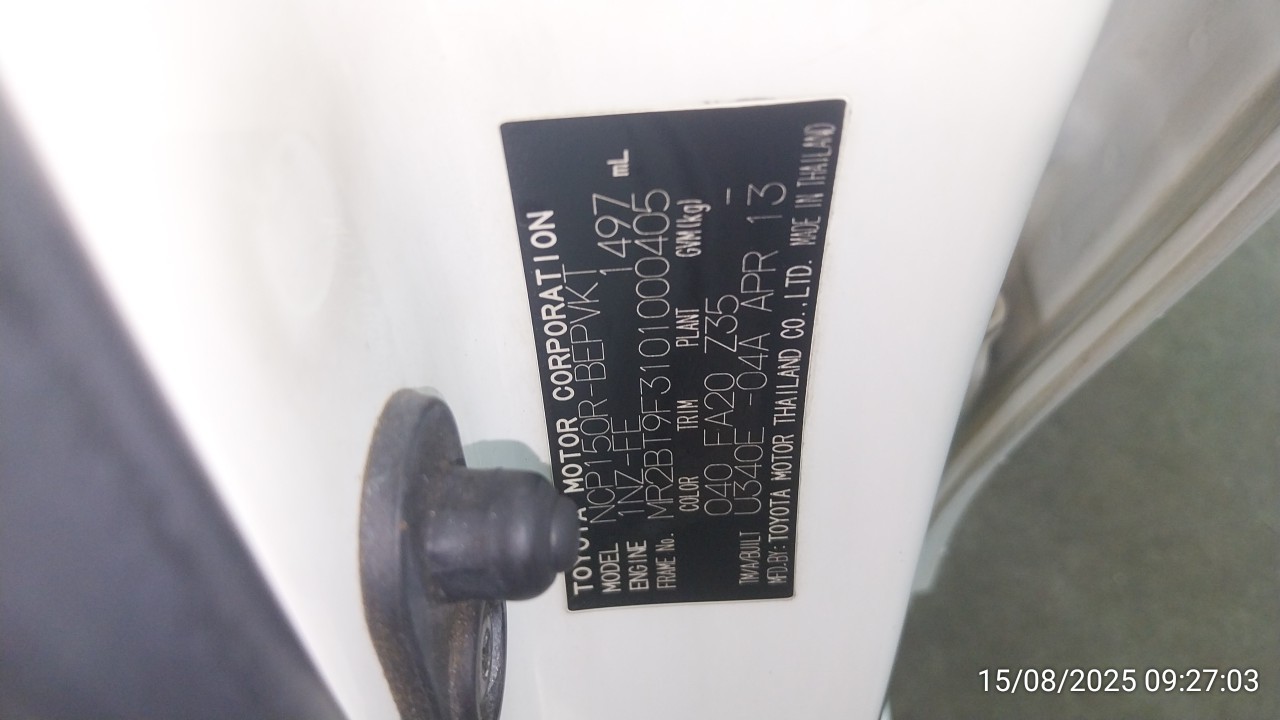 TOYOTA MOTOR CORPORATION
MODEL NCP150R-BEPVKT
ENGINE 1NZ-FE 1497 mL
FRAME No. MR2BT9F3101000405
COLOR TRIM PLANT GVM(kg)
040 FA20 Z35 –
TM/A/BUILT U340E -04A APR 13
MFD.BY: TOYOTA MOTOR THAILAND CO.,LTD. MADE IN THAILAND
15/08/2025 09:27:03